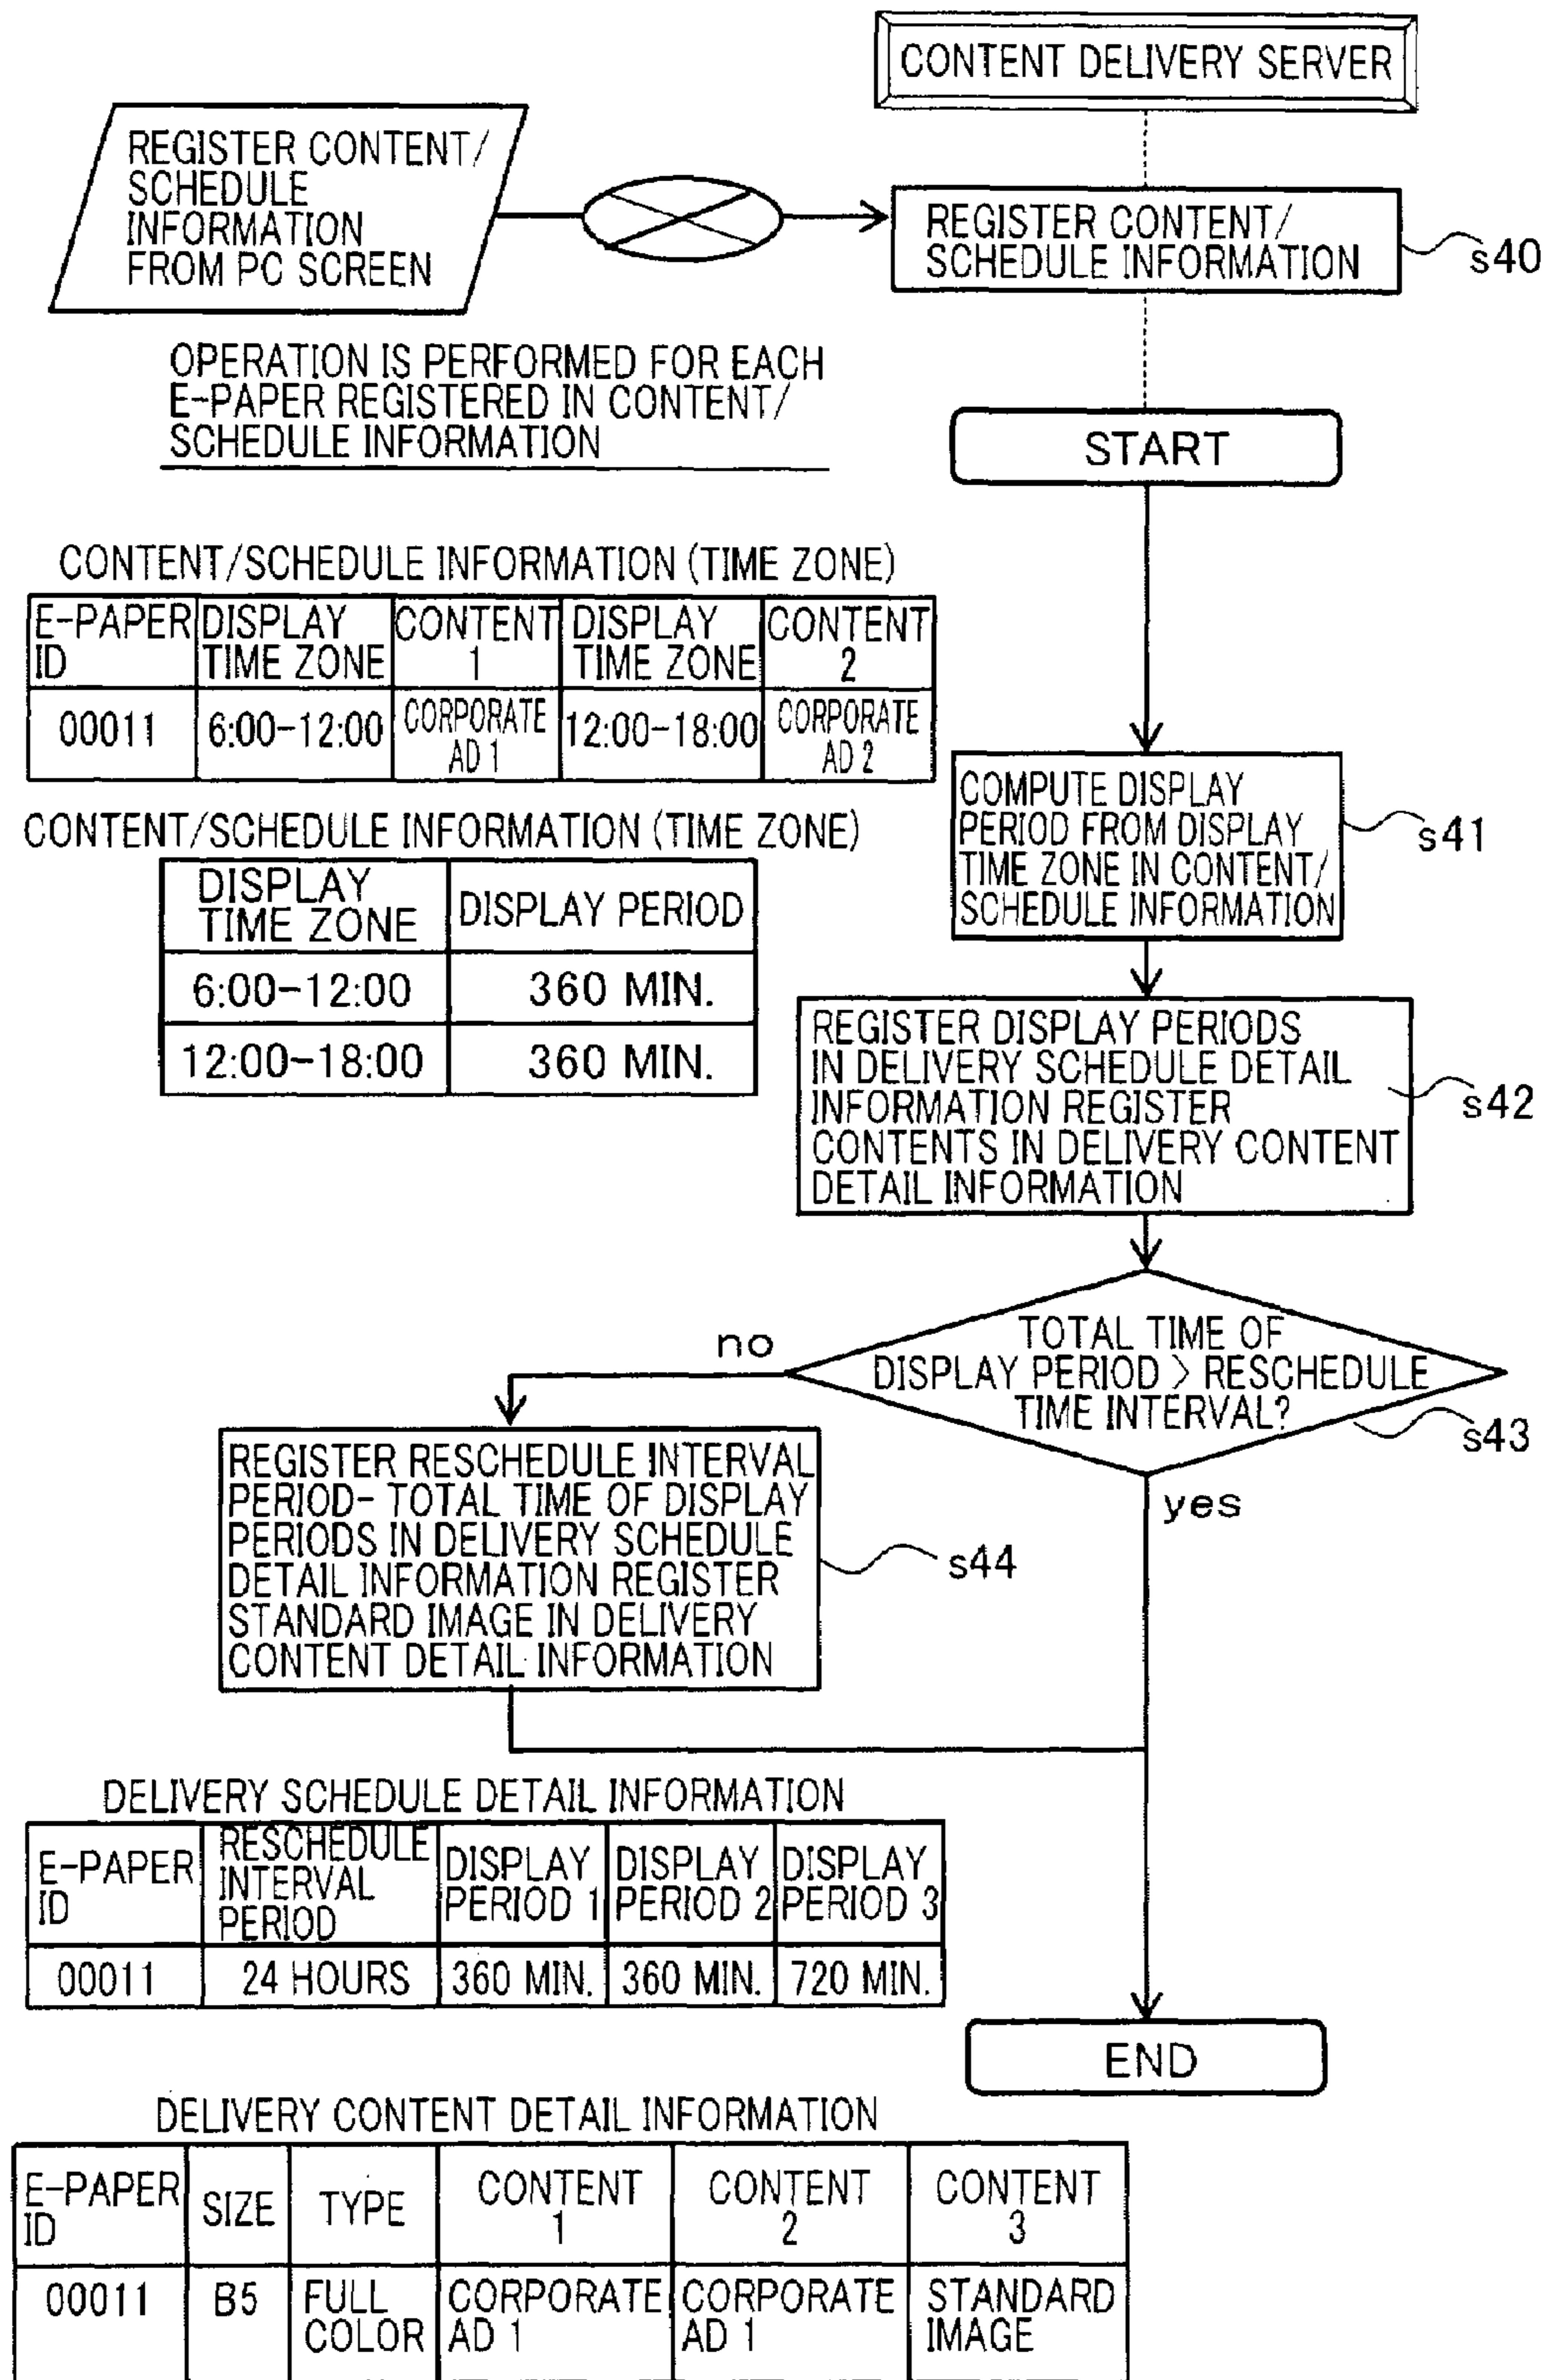 CONTENT DELIVERY SERVER
REGISTER CONTENT/
SCHEDULE
INFORMATION
FROM PC SCREEN
REGISTER CONTENT/
SCHEDULE INFORMATION
s40
OPERATION IS PERFORMED FOR EACH
E-PAPER REGISTERED IN CONTENT/
SCHEDULE INFORMATION
START
CONTENT/SCHEDULE INFORMATION (TIME ZONE)
E-PAPER DISPLAY CONTENT DISPLAY CONTENT
ID TIME ZONE 1 TIME ZONE 2
00011 6:00-12:00 CORPORATE 12:00-18:00 CORPORATE
AD 1 AD 2
COMPUTE DISPLAY
PERIOD FROM DISPLAY
TIME ZONE IN CONTENT/
SCHEDULE INFORMATION
s41
CONTENT/SCHEDULE INFORMATION (TIME ZONE)
DISPLAY
TIME ZONE DISPLAY PERIOD
6:00-12:00 360 MIN.
12:00-18:00 360 MIN.
REGISTER DISPLAY PERIODS
IN DELIVERY SCHEDULE DETAIL
INFORMATION REGISTER
CONTENTS IN DELIVERY CONTENT
DETAIL INFORMATION
s42
TOTAL TIME OF
DISPLAY PERIOD > RESCHEDULE
TIME INTERVAL?
s43
no
yes
REGISTER RESCHEDULE INTERVAL
PERIOD- TOTAL TIME OF DISPLAY
PERIODS IN DELIVERY SCHEDULE
DETAIL INFORMATION REGISTER
STANDARD IMAGE IN DELIVERY
CONTENT DETAIL INFORMATION
s44
DELIVERY SCHEDULE DETAIL INFORMATION
E-PAPER RESCHEDULE DISPLAY DISPLAY DISPLAY
ID INTERVAL PERIOD 1 PERIOD 2 PERIOD 3
PERIOD
00011 24 HOURS 360 MIN. 360 MIN. 720 MIN.
END
DELIVERY CONTENT DETAIL INFORMATION
E-PAPER SIZE TYPE CONTENT CONTENT CONTENT
ID 1 2 3
00011 B5 FULL CORPORATE CORPORATE STANDARD
COLOR AD 1 AD 1 IMAGE